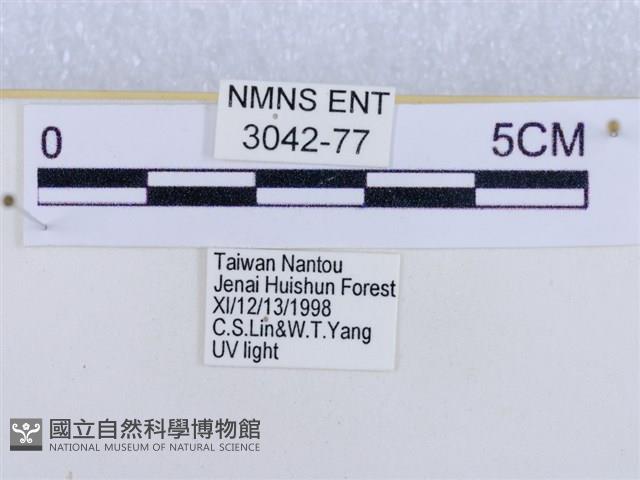 NMNS ENT
3042-77
0 5CM
Taiwan Nantou
Jenai Huishun Forest
XI/12/13/1998
C.S.Lin&W.T.Yang
UV light
國立自然科學博物館
NATIONAL MUSEUM OF NATURAL SCIENCE